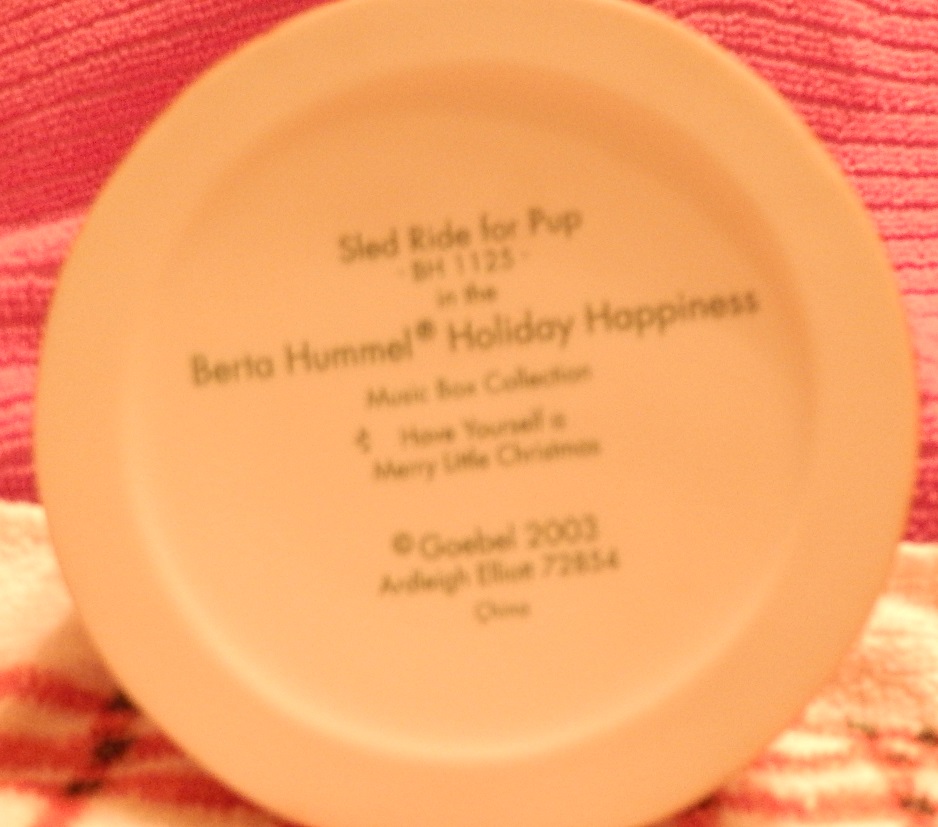 Sled Ride for Pup
· BH 1125 ·
in the
Berta Hummel® Holiday Happiness
Music Box Collection
Have Yourself a
Merry Little Christmas
© Goebel 2003
Ardleigh Elliott 72854
China